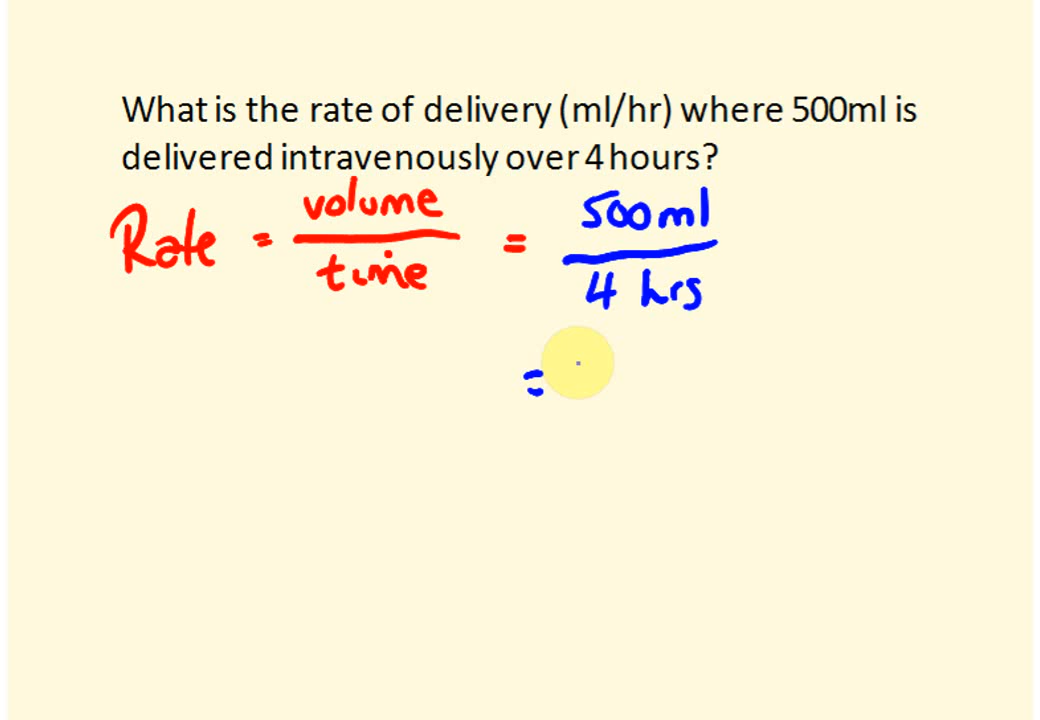 What is the rate of delivery (ml/hr) where 500ml is
delivered intravenously over 4 hours?
Rate = volume / time = 500ml / 4 hrs
=